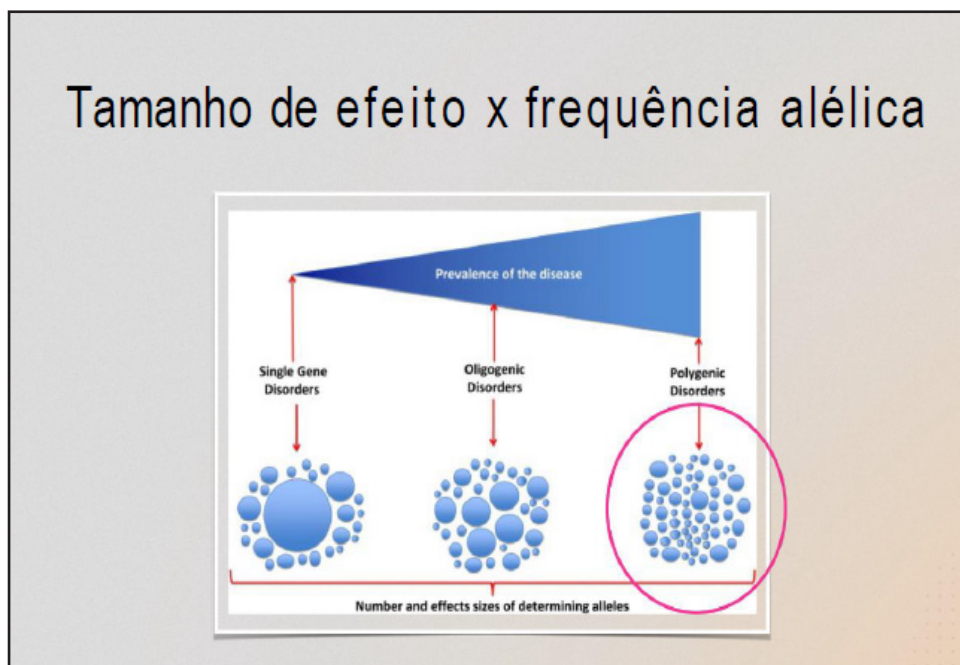 Tamanho de efeito x frequência alélica
Prevalence of the disease
Single Gene
Disorders
Oligogenic
Disorders
Polygenic
Disorders
Number and effects sizes of determining alleles